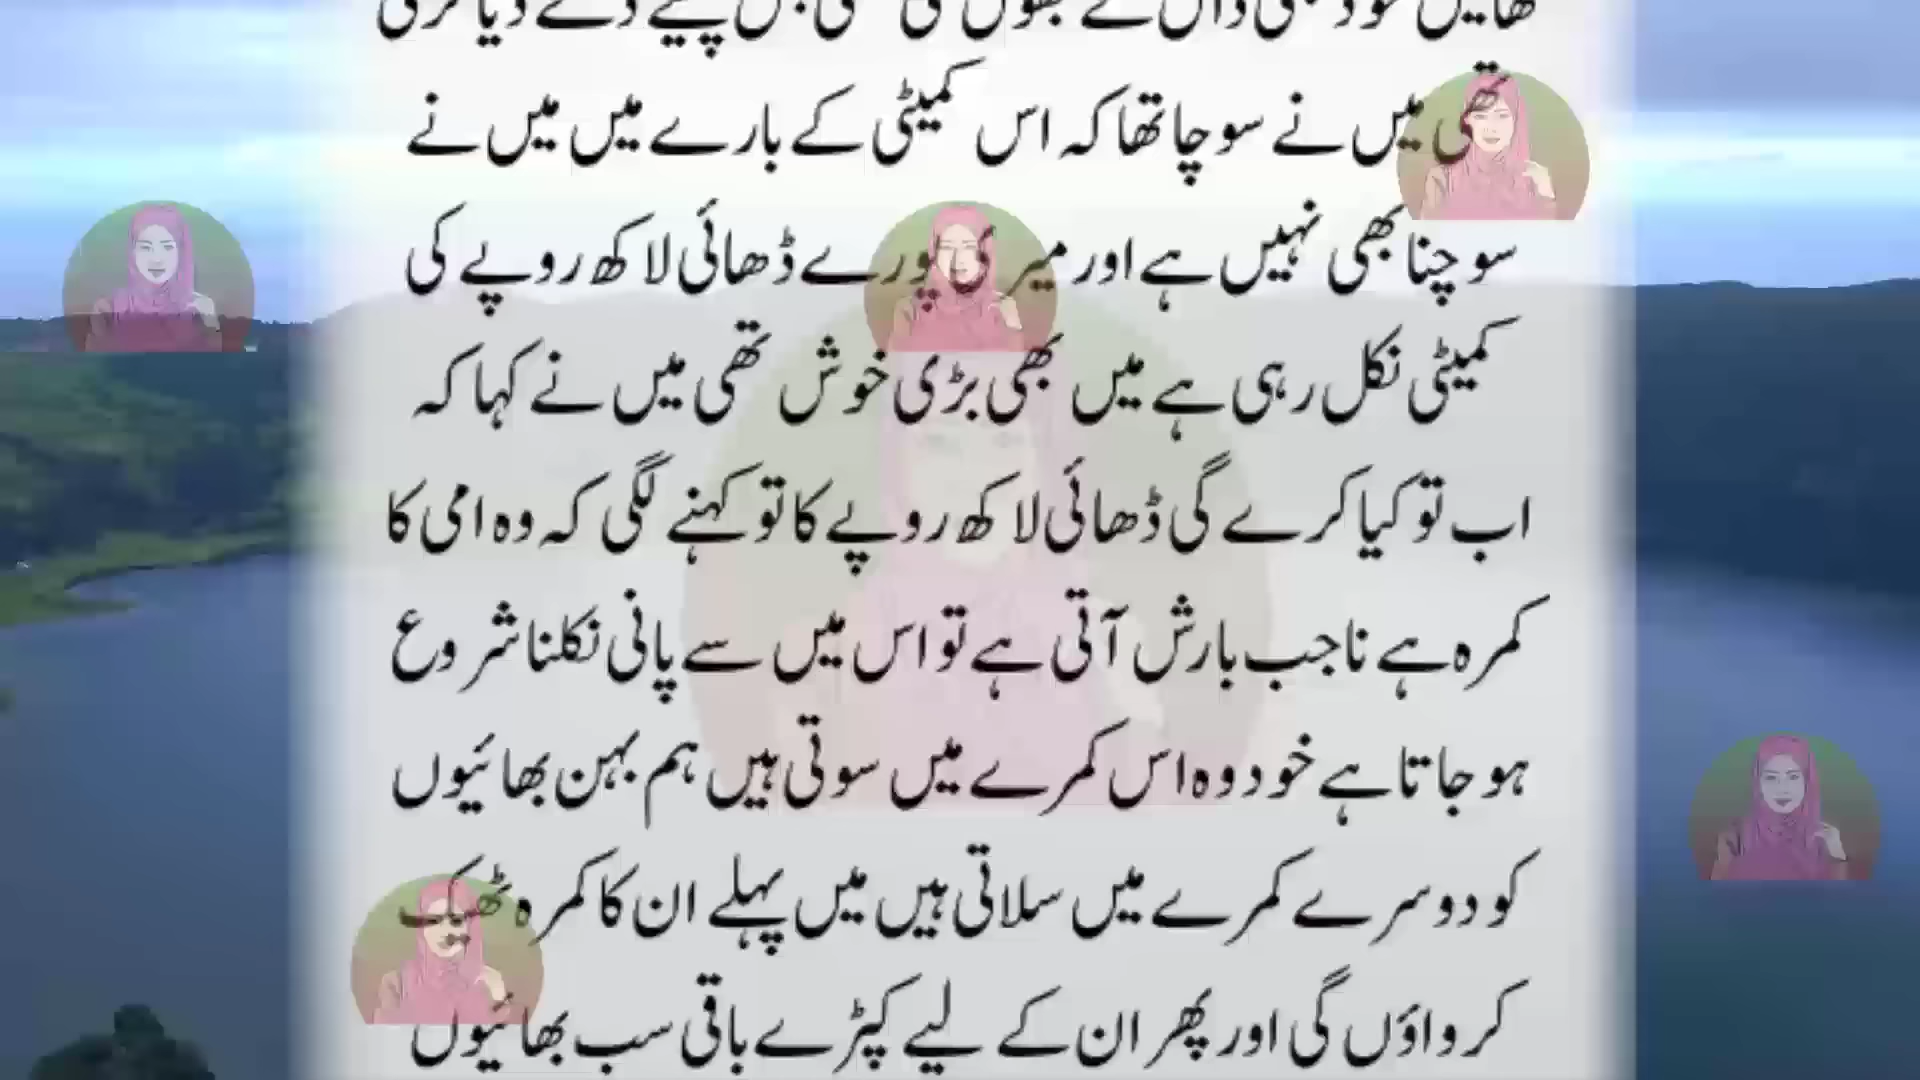 میں نے سوچا تھا کہ اس کمیٹی کے بارے میں میں نے
سوچنا بھی نہیں ہے اور میری پورے ڈھائی لاکھ روپے کی
کمیٹی نکل رہی ہے میں بھی بڑی خوش تھی میں نے کہا کہ
اب تو کیا کرے گی ڈھائی لاکھ روپے کا تو کہنے لگی کہ وہ امی کا
کمرہ ہے نا جب بارش آتی ہے تو اس میں سے پانی نکلنا شروع
ہو جاتا ہے خود وہ اس کمرے میں سوتی ہیں ہم بہن بھائیوں
کو دوسرے کمرے میں سلاتی ہیں میں پہلے ان کا کمرہ ٹھیک
کرواؤں گی اور پھر ان کے لیے کپڑے باقی سب بھائیوں